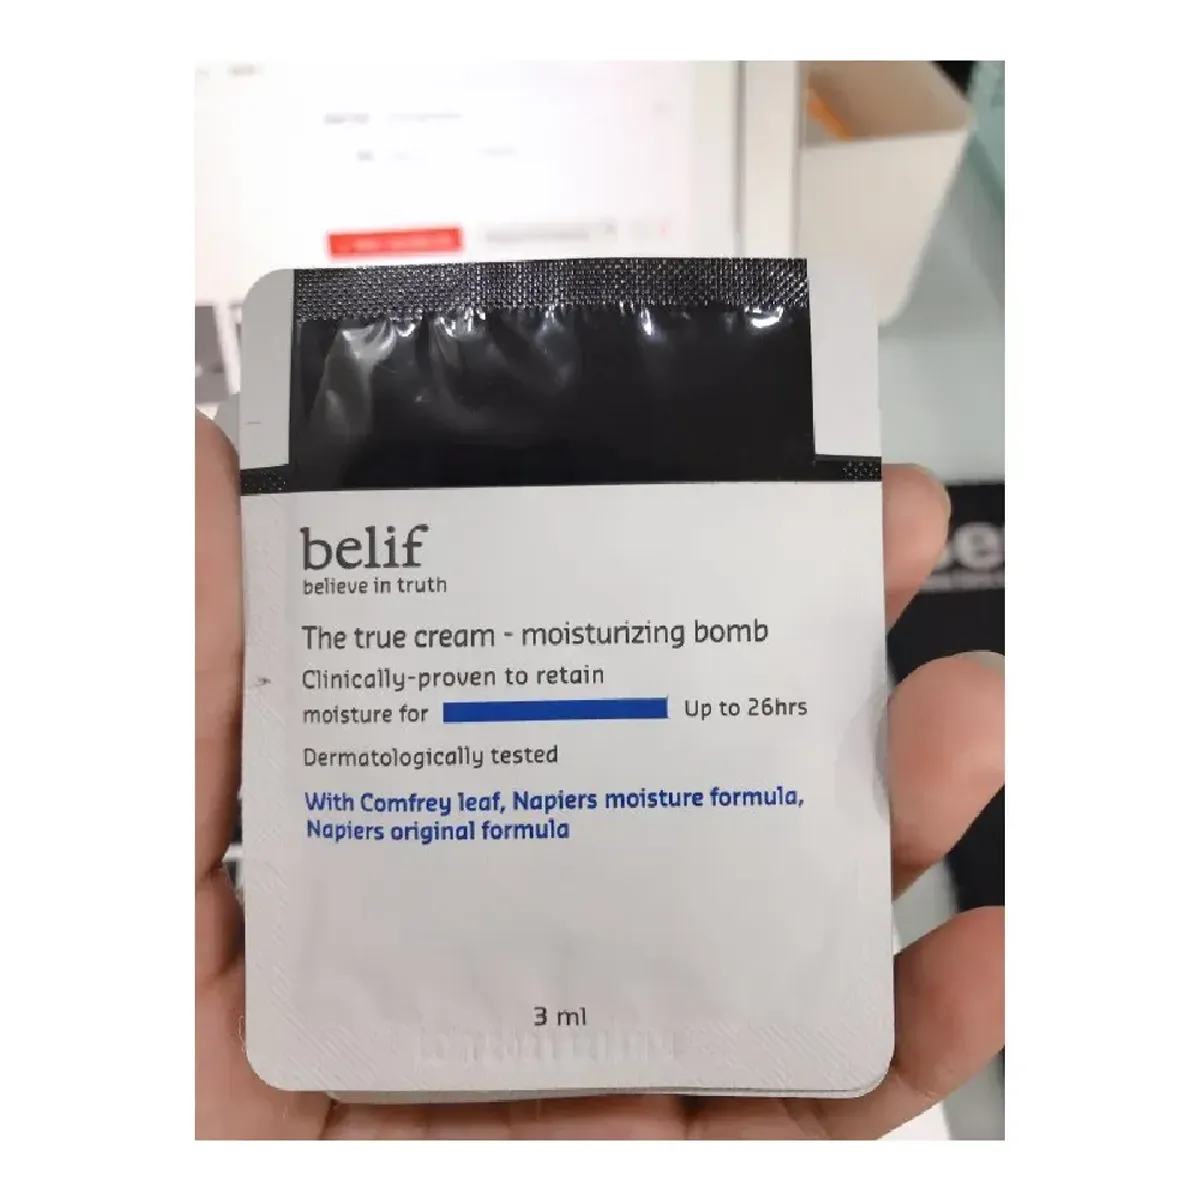 belif
believe in truth
The true cream - moisturizing bomb
Clinically-proven to retain
moisture for Up to 26hrs
Dermatologically tested
With Comfrey leaf, Napiers moisture formula,
Napiers original formula
3 ml